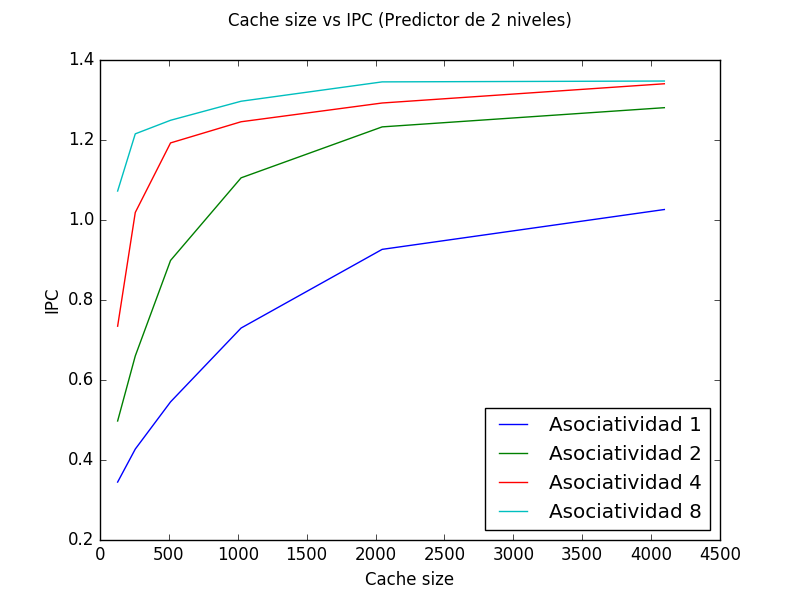 Cache size vs IPC (Predictor de 2 niveles)
1.4
1.2
1.0
0.8
0.6
0.4
0.2
IPC
0 500 1000 1500 2000 2500 3000 3500 4000 4500
Cache size
Asociatividad 1
Asociatividad 2
Asociatividad 4
Asociatividad 8